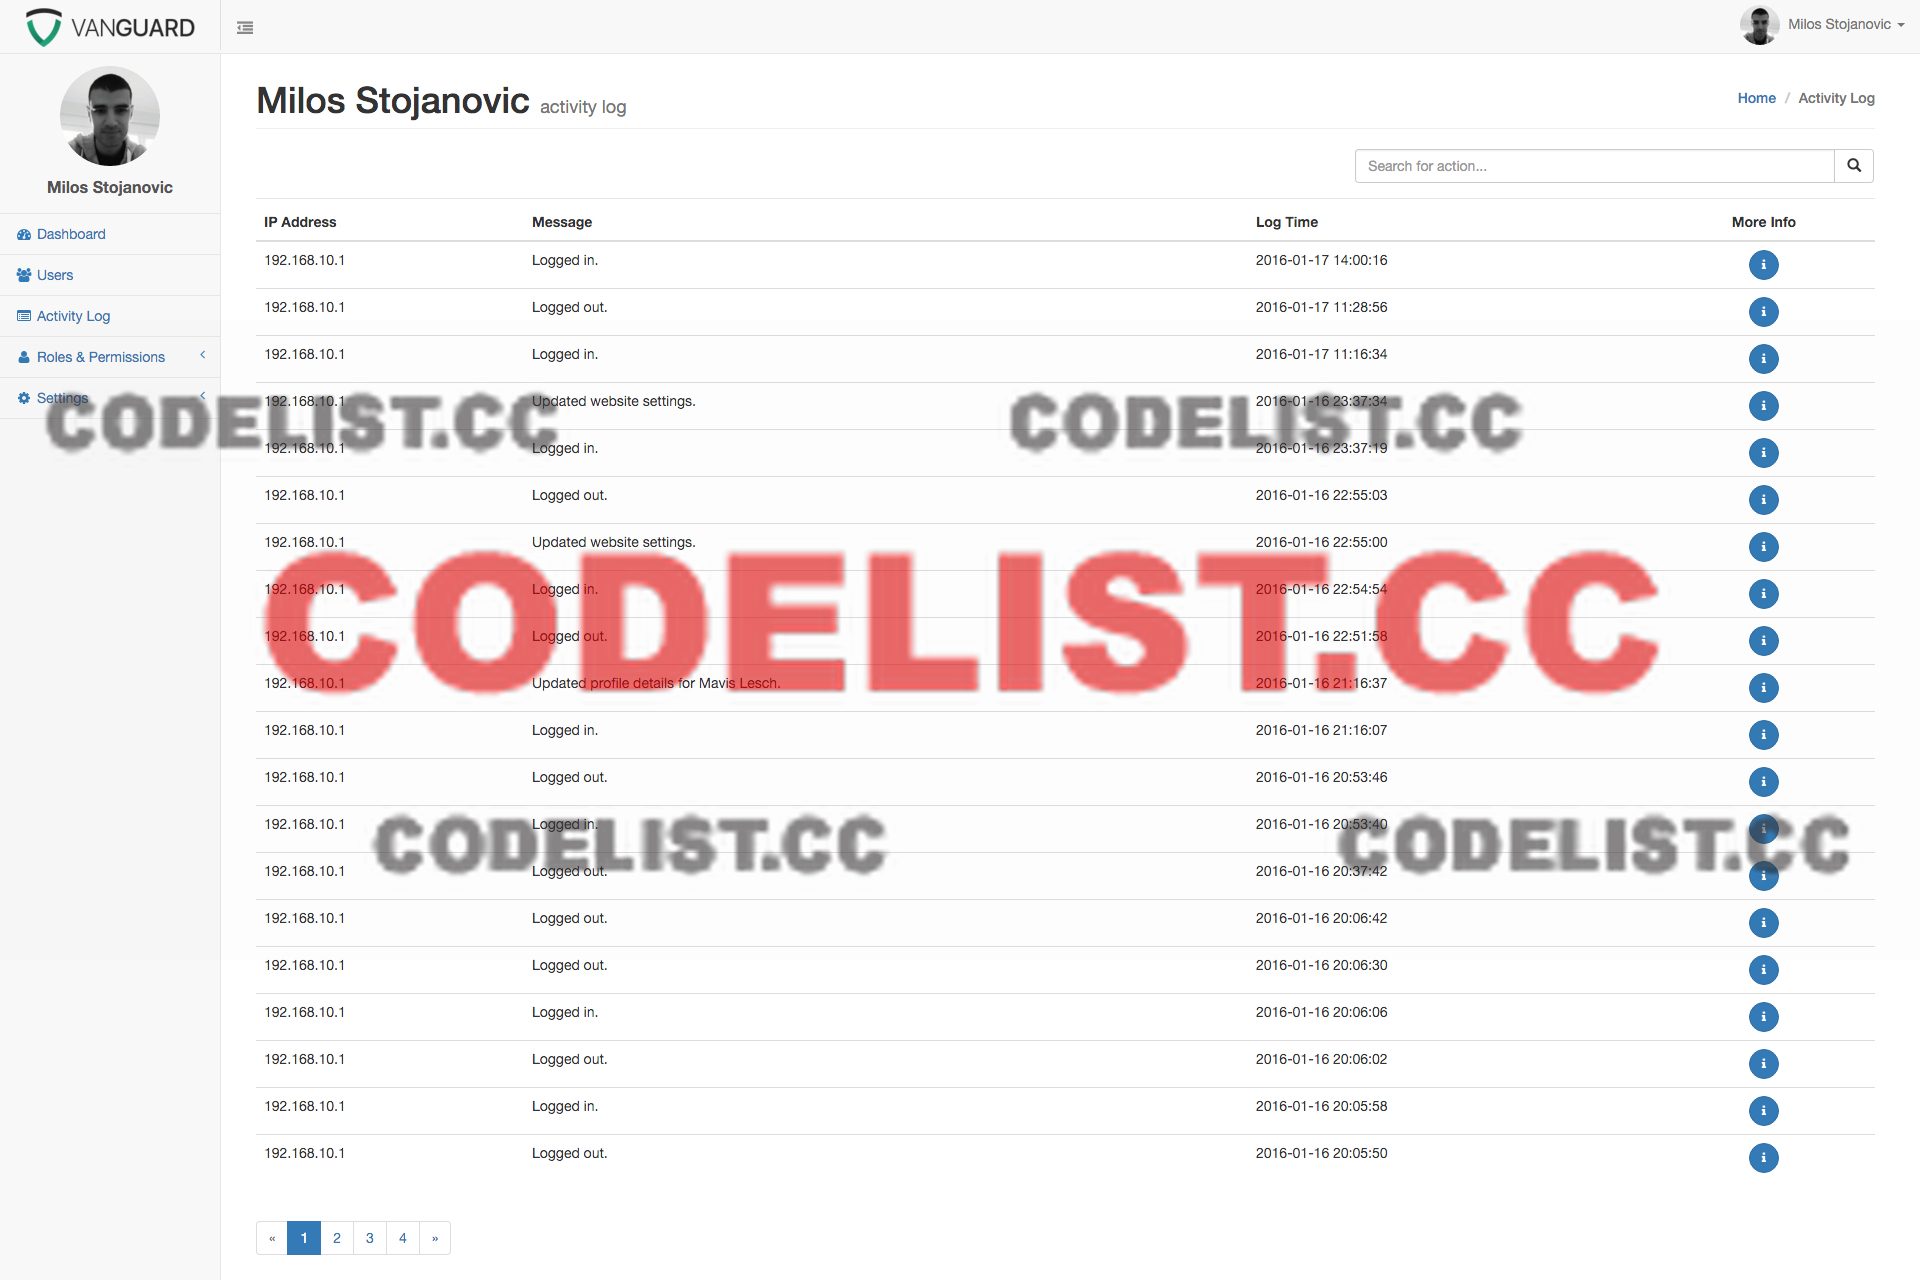 VANGUARD
Milos Stojanovic
Milos Stojanovic
Dashboard
Users
Activity Log
Roles & Permissions
Settings
Milos Stojanovic activity log
Home / Activity Log
Search for action...
IP Address Message Log Time More Info
192.168.10.1 Logged in. 2016-01-17 14:00:16
192.168.10.1 Logged out. 2016-01-17 11:28:56
192.168.10.1 Logged in. 2016-01-17 11:16:34
192.168.10.1 Updated website settings. 2016-01-16 23:37:34
CODELIST.CC CODELIST.CC
192.168.10.1 Logged in. 2016-01-16 23:37:19
192.168.10.1 Logged out. 2016-01-16 22:55:03
192.168.10.1 Updated website settings. 2016-01-16 22:55:00
192.168.10.1 Logged in. 2016-01-16 22:54:54
CODELIST.CC
192.168.10.1 Logged out. 2016-01-16 22:51:58
192.168.10.1 Updated profile details for Mavis Lesch. 2016-01-16 21:16:37
192.168.10.1 Logged in. 2016-01-16 21:16:07
192.168.10.1 Logged out. 2016-01-16 20:53:46
192.168.10.1 Logged in. 2016-01-16 20:53:40
CODELIST.CC CODELIST.CC
192.168.10.1 Logged out. 2016-01-16 20:37:42
192.168.10.1 Logged out. 2016-01-16 20:06:42
192.168.10.1 Logged out. 2016-01-16 20:06:30
192.168.10.1 Logged in. 2016-01-16 20:06:06
192.168.10.1 Logged out. 2016-01-16 20:06:02
192.168.10.1 Logged in. 2016-01-16 20:05:58
192.168.10.1 Logged out. 2016-01-16 20:05:50
« 1 2 3 4 »